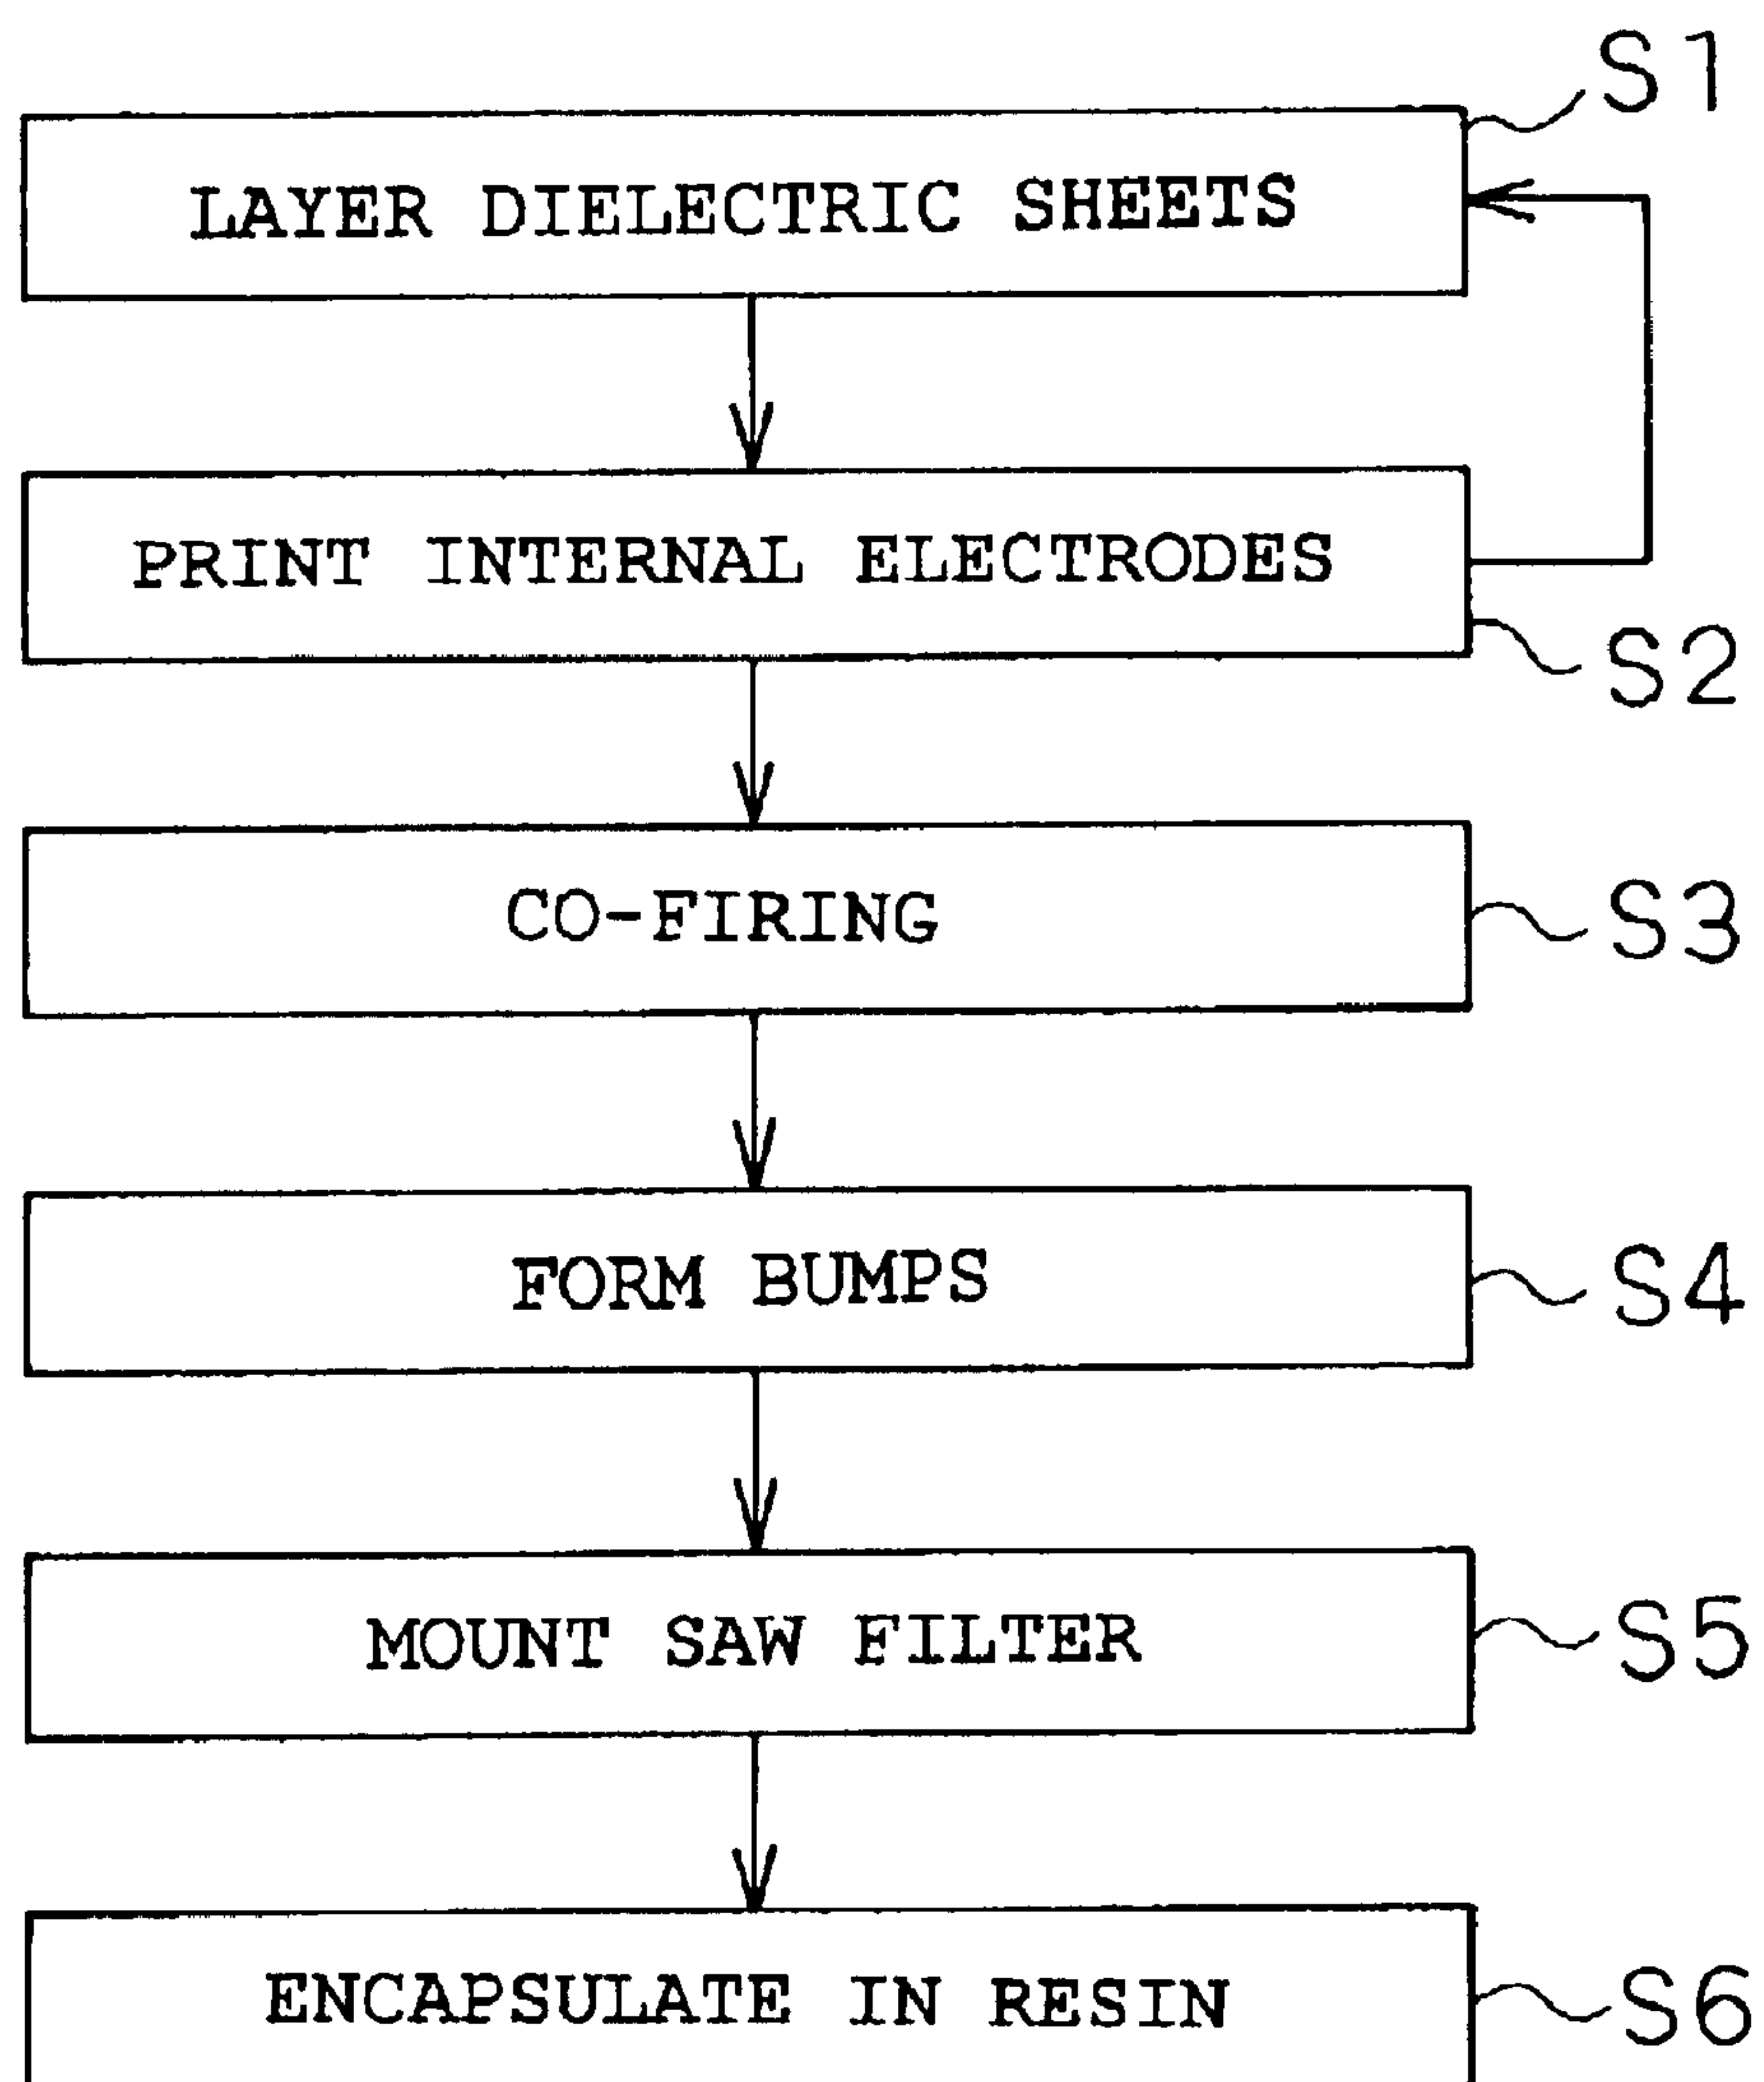 S1
LAYER DIELECTRIC SHEETS
PRINT INTERNAL ELECTRODES
S2
CO-FIRING
S3
FORM BUMPS
S4
MOUNT SAW FILTER
S5
ENCAPSULATE IN RESIN
S6